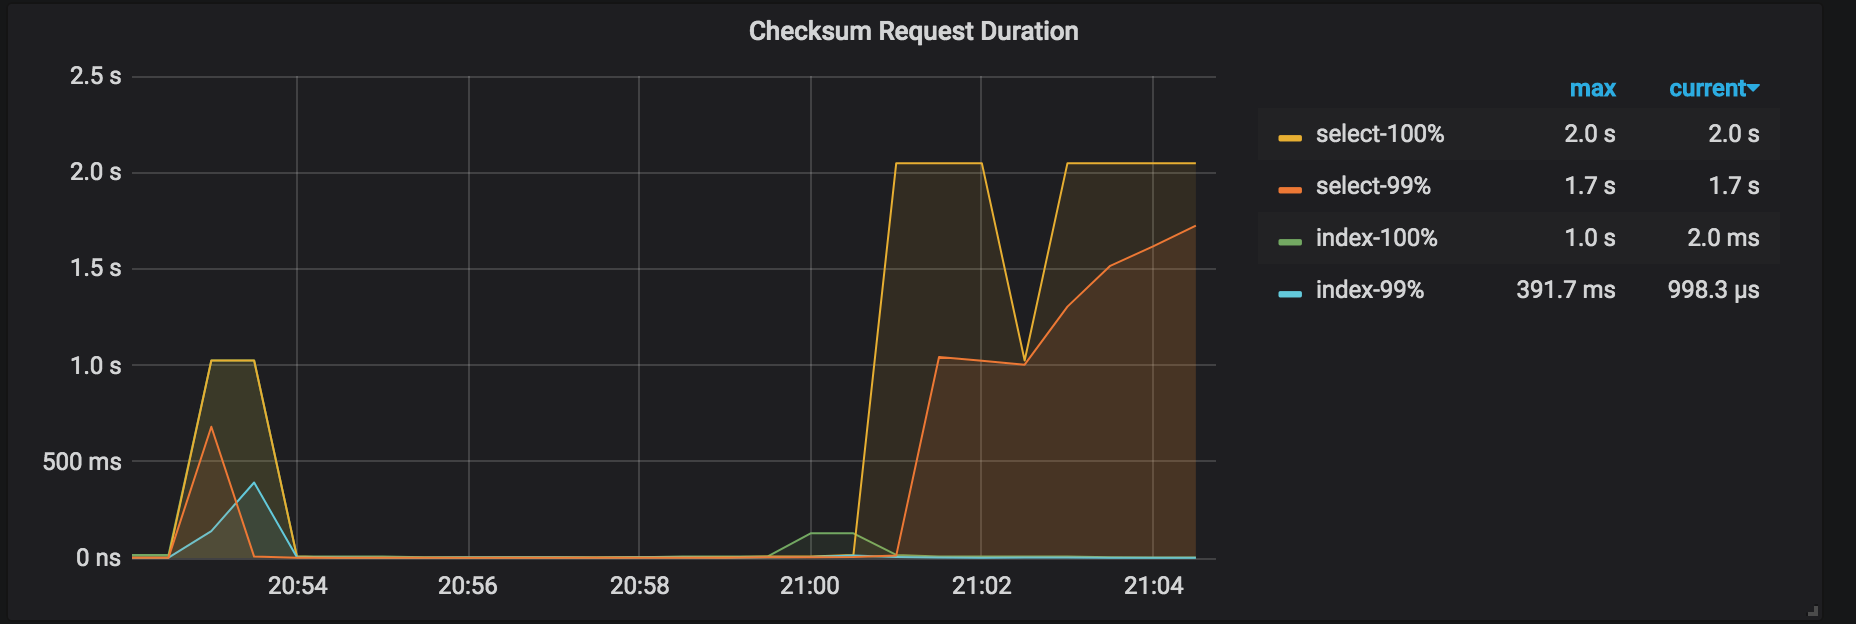 Checksum Request Duration
2.5 s
2.0 s
1.5 s
1.0 s
500 ms
0 ns
20:54 20:56 20:58 21:00 21:02 21:04
max current
select-100% 2.0 s 2.0 s
select-99% 1.7 s 1.7 s
index-100% 1.0 s 2.0 ms
index-99% 391.7 ms 998.3 µs